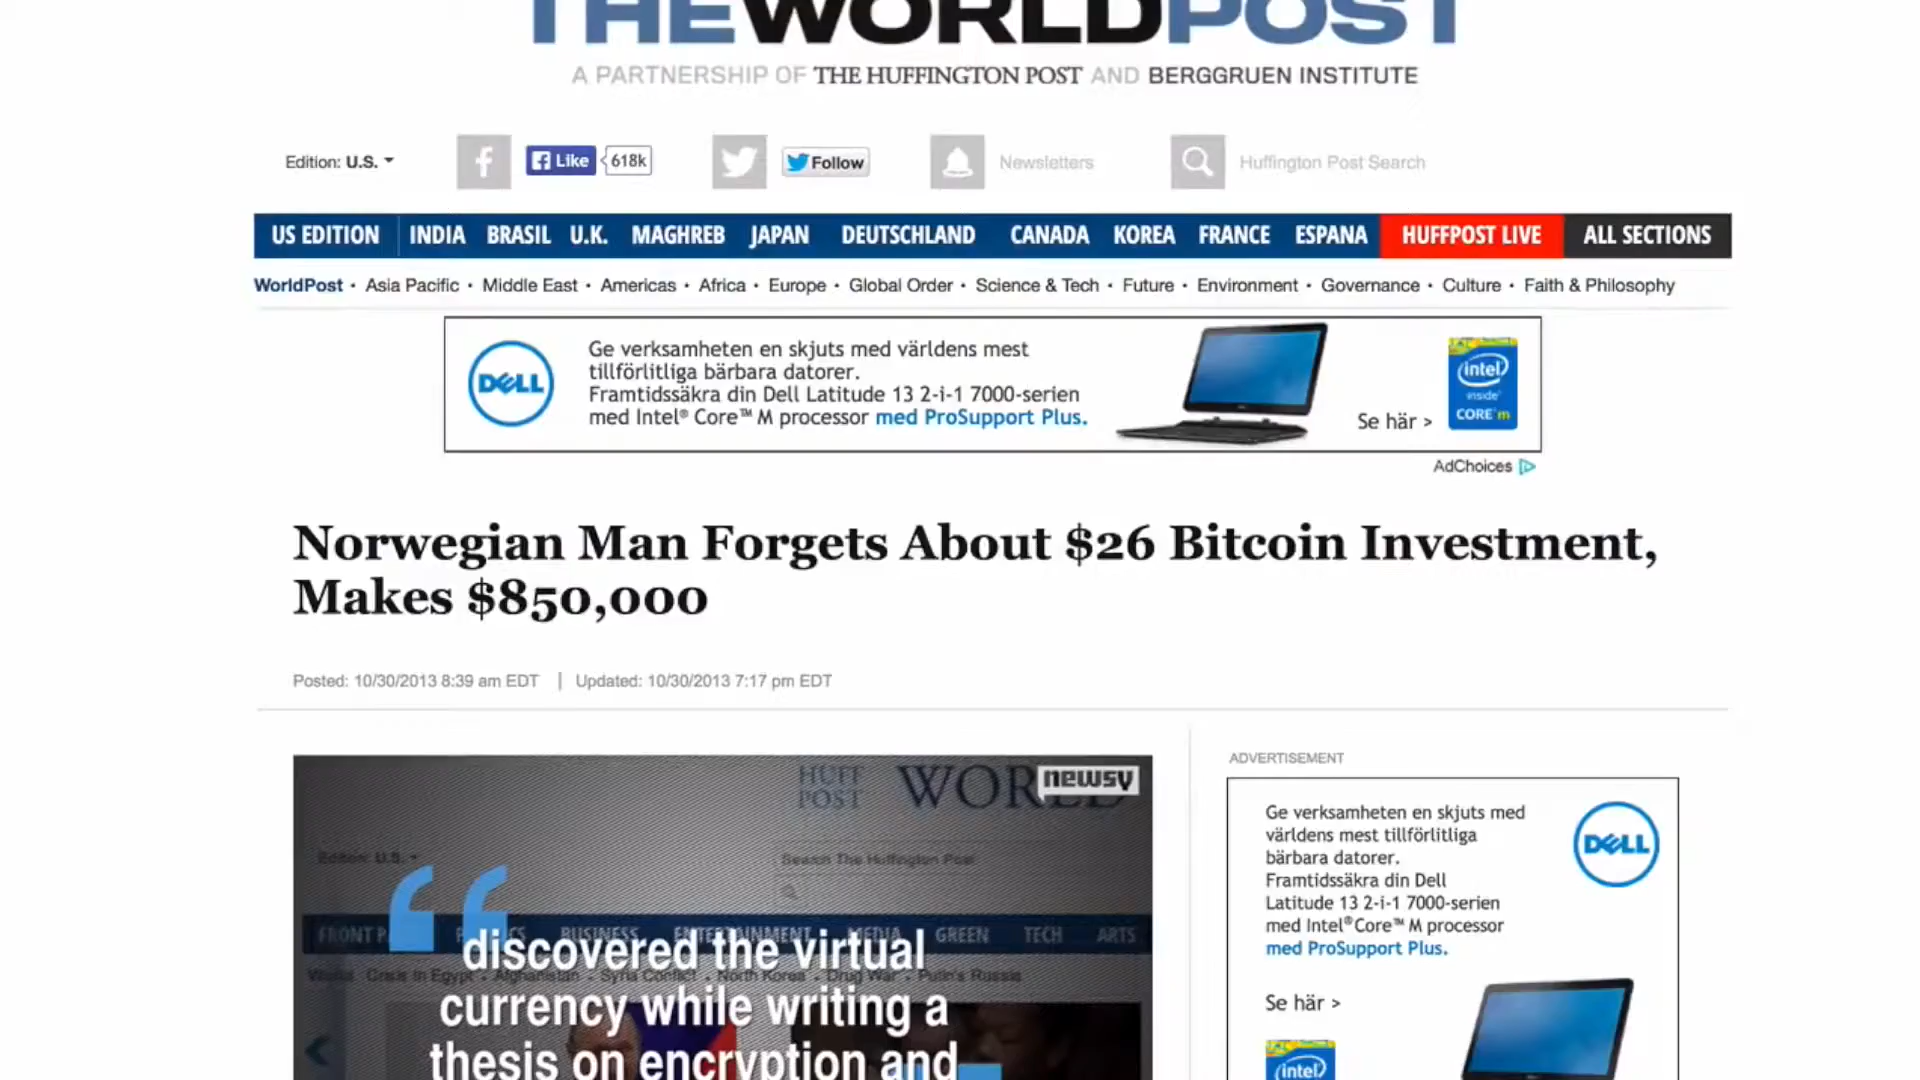 THEWORLDPOST
A PARTNERSHIP OF THE HUFFINGTON POST AND BERGGRUEN INSTITUTE
Edition: U.S.
Like 618k
Follow
Newsletters
Huffington Post Search
US EDITION INDIA BRASIL U.K. MAGHREB JAPAN DEUTSCHLAND CANADA KOREA FRANCE ESPANA HUFFPOST LIVE ALL SECTIONS
WorldPost • Asia Pacific • Middle East • Americas • Africa • Europe • Global Order • Science & Tech • Future • Environment • Governance • Culture • Faith & Philosophy
DELL
Ge verksamheten en skjuts med världens mest
tillförlitliga bärbara datorer.
Framtidssäkra din Dell Latitude 13 2-i-1 7000-serien
med Intel® Core™ M processor med ProSupport Plus.
Se här >
intel
inside
CORE m
AdChoices
Norwegian Man Forgets About $26 Bitcoin Investment,
Makes $850,000
Posted: 10/30/2013 8:39 am EDT | Updated: 10/30/2013 7:17 pm EDT
HUFF
POST
WORLD
newsy
Edition: U.S.
Search The Huffington Post
FRONT P BUSINESS ENTERTAINMENT MEDIA GREEN TECH ARTS
World Crisis In Egypt • Afghanistan • Syria Conflict • North Korea • Drug War • Putin's Russia
“discovered the virtual
currency while writing a
thesis on encryption and
ADVERTISEMENT
Ge verksamheten en skjuts med
världens mest tillförlitliga
bärbara datorer.
Framtidssäkra din Dell
Latitude 13 2-i-1 7000-serien
med Intel® Core™ M processor
med ProSupport Plus.
DELL
Se här >
intel